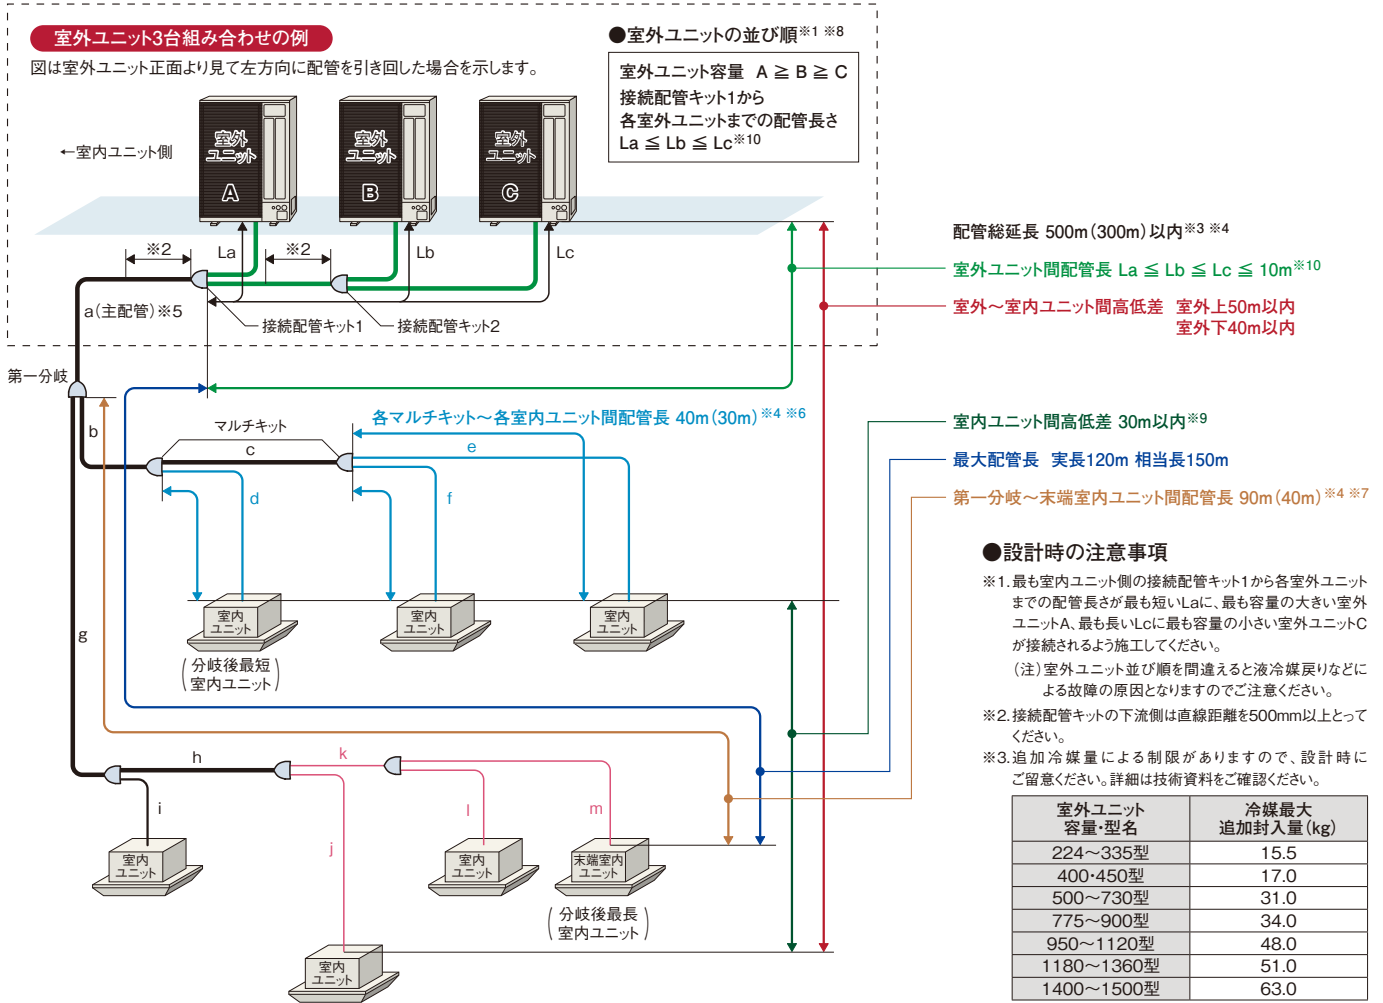 室外ユニット3台組み合わせの例
図は室外ユニット正面より見て左方向に配管を引き回した場合を示します。
●室外ユニットの並び順※1 ※8
室外ユニット容量 A ≧ B ≧ C
接続配管キット1から
各室外ユニットまでの配管長さ
La ≦ Lb ≦ Lc※10
←室内ユニット側
室外
ユニット
A
室外
ユニット
B
室外
ユニット
C
※2
La
※2
Lb
Lc
a(主配管)※5
接続配管キット1
接続配管キット2
第一分岐
配管総延長 500m(300m)以内※3 ※4
室外ユニット間配管長 La ≦ Lb ≦ Lc ≦ 10m※10
室外～室内ユニット間高低差 室外上50m以内
室外下40m以内
各マルチキット～各室内ユニット間配管長 40m(30m)※4 ※6
室内ユニット間高低差 30m以内※9
最大配管長 実長120m 相当長150m
第一分岐～末端室内ユニット間配管長 90m(40m)※4 ※7
b
マルチキット
c
e
d
f
室内
ユニット
室内
ユニット
室内
ユニット
(分岐後最短
室内ユニット)
g
h
k
i
j
l
m
室内
ユニット
室内
ユニット
末端室内
ユニット
(分岐後最長
室内ユニット)
室内
ユニット
●設計時の注意事項
※1.最も室内ユニット側の接続配管キット1から各室外ユニット
までの配管長さが最も短いLaに、最も容量の大きい室外
ユニットA、最も長いLcに最も容量の小さい室外ユニットC
が接続されるよう施工してください。
(注)室外ユニット並び順を間違えると液冷媒戻りなどに
よる故障の原因となりますのでご注意ください。
※2.接続配管キットの下流側は直線距離を500mm以上とって
ください。
※3.追加冷媒量による制限がありますので、設計時に
ご留意ください。詳細は技術資料をご確認ください。
室外ユニット
容量・型名
冷媒最大
追加封入量(kg)
224～335型 15.5
400・450型 17.0
500～730型 31.0
775～900型 34.0
950～1120型 48.0
1180～1360型 51.0
1400～1500型 63.0